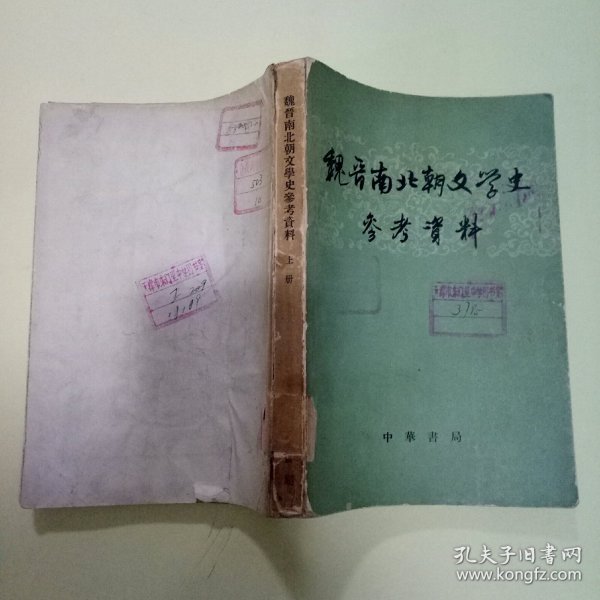 魏晋南北朝文学史
参考資料
3715
中華書局
魏晉南北朝文學史參考資料 上册
孔夫子旧书网
www.kongfz.com